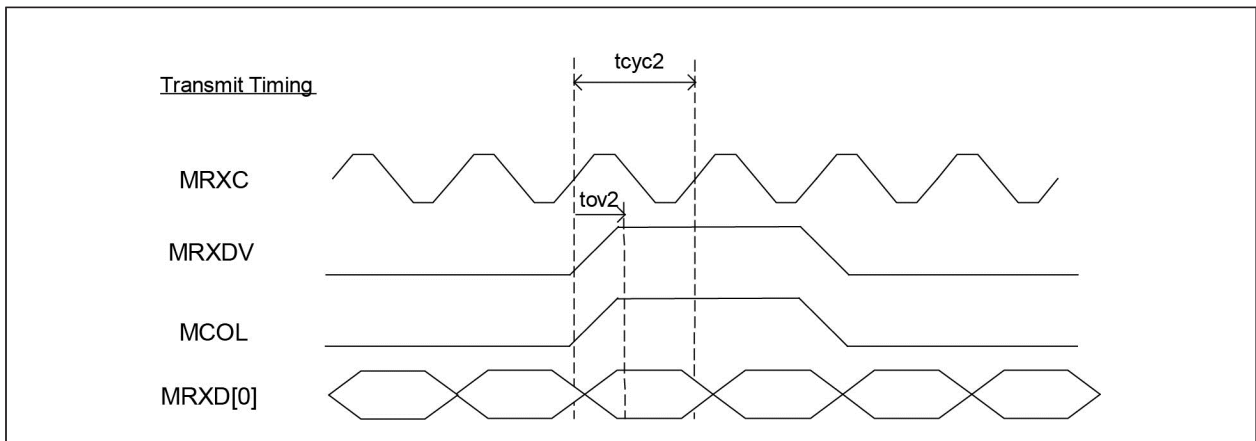 tcyc2
Transmit Timing
MRXC
tov2
MRXDV
MCOL
MRXD[0]